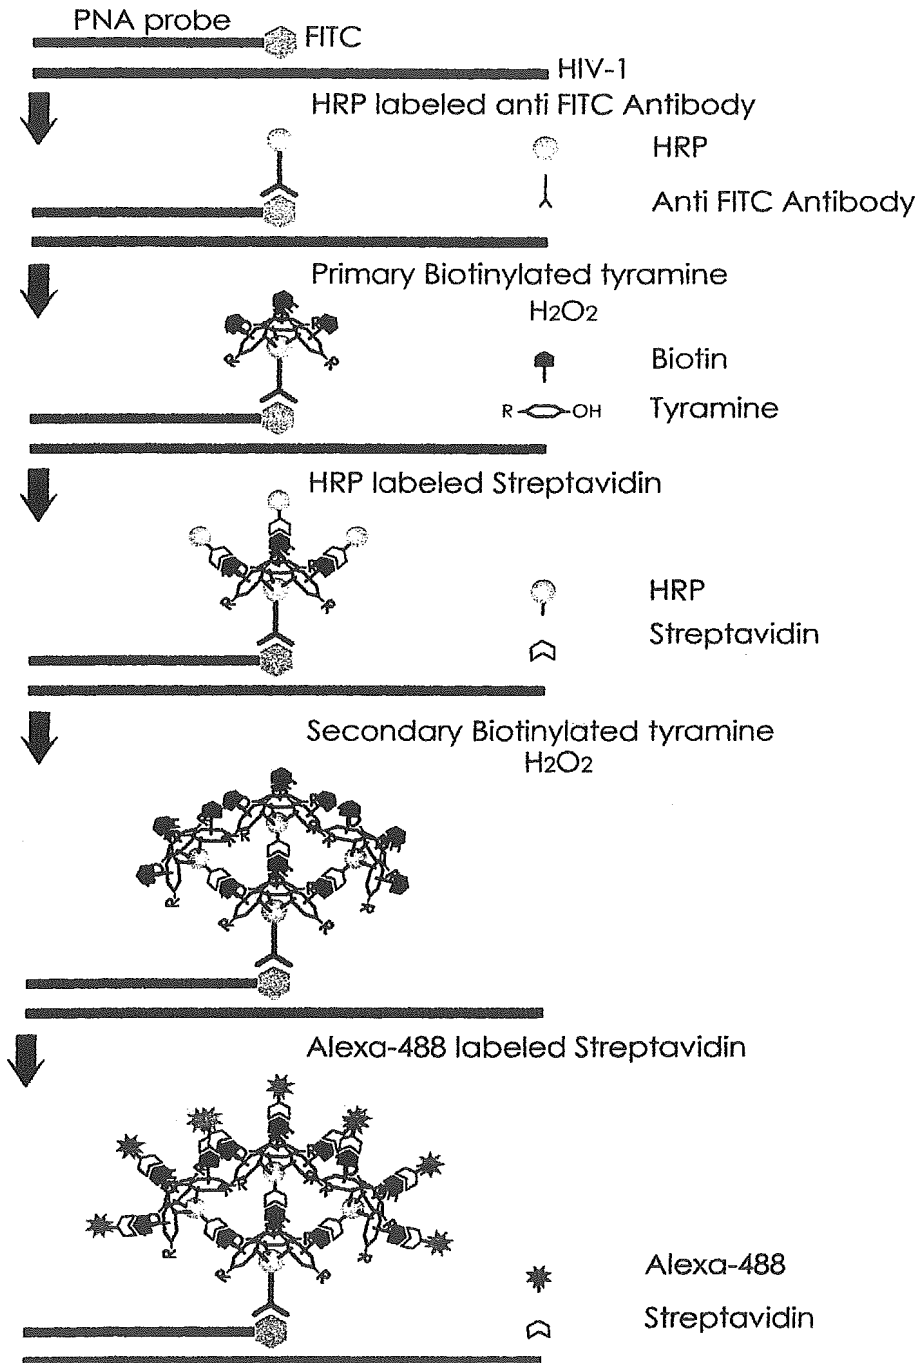 PNA probe
FITC
HIV-1
HRP labeled anti FITC Antibody
HRP
Anti FITC Antibody
Primary Biotinylated tyramine
H2O2
R
R
R
Biotin
R OH Tyramine
HRP labeled Streptavidin
R
R
HRP
Streptavidin
Secondary Biotinylated tyramine
H2O2
R
R
R
R
R
Alexa-488 labeled Streptavidin
R
R
R
R
R
Alexa-488
Streptavidin